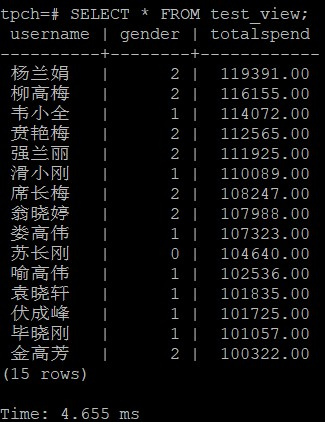 tpch=# SELECT * FROM test_view;
username | gender | totalspend
----------+--------+------------
杨兰娟 | 2 | 119391.00
柳高梅 | 2 | 116155.00
韦小全 | 1 | 114072.00
贲艳梅 | 2 | 112565.00
强兰丽 | 2 | 111925.00
滑小刚 | 1 | 110089.00
席长梅 | 2 | 108247.00
翁晓婷 | 2 | 107988.00
娄高伟 | 1 | 107323.00
苏长刚 | 0 | 104640.00
喻高伟 | 1 | 102536.00
袁晓轩 | 1 | 101835.00
伏成峰 | 1 | 101725.00
毕晓刚 | 1 | 101057.00
金高芳 | 2 | 100322.00
(15 rows)
Time: 4.655 ms